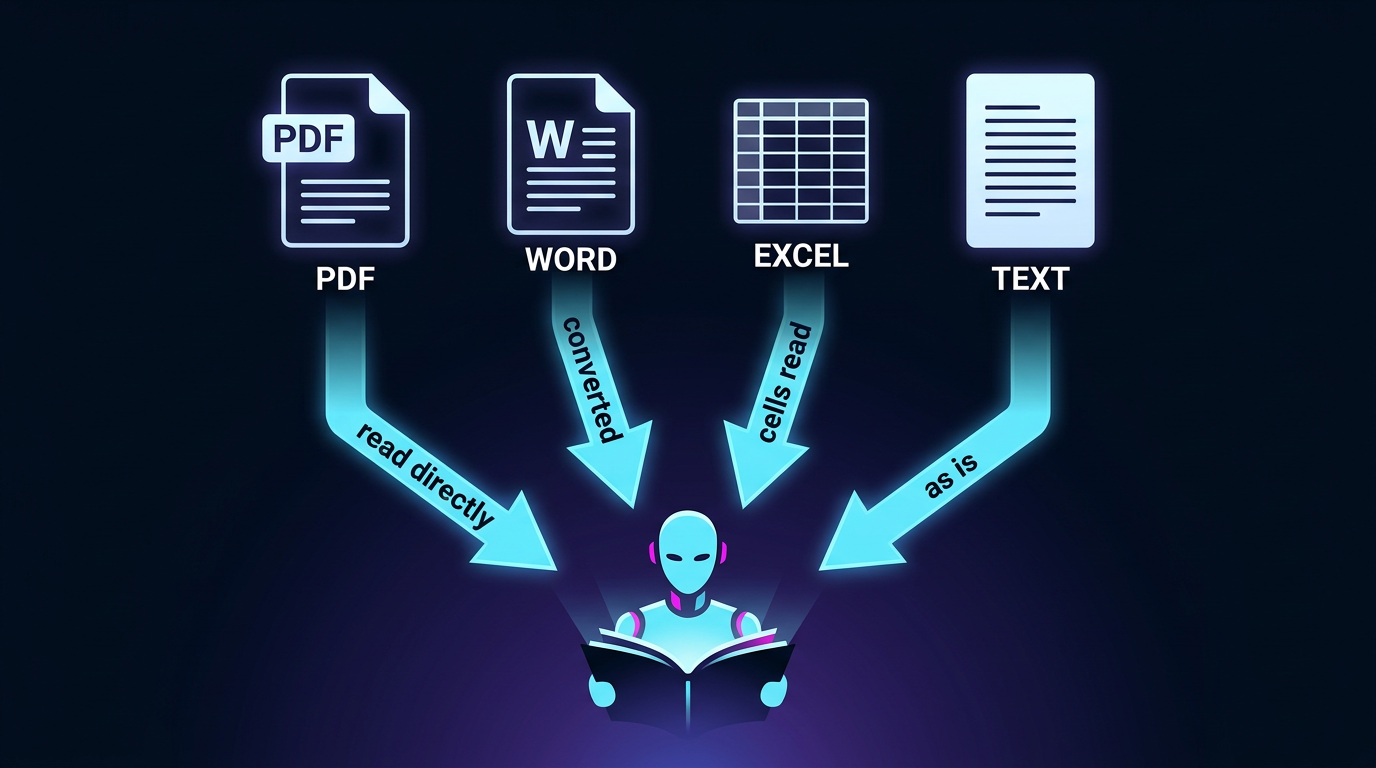 PDF
W
PDF
WORD
EXCEL
TEXT
read directly
converted
cells read
as is